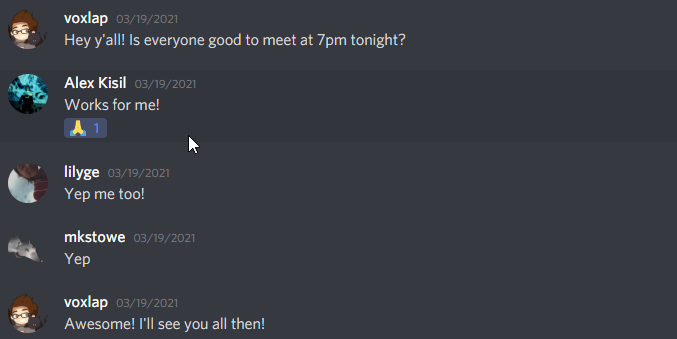 voxlap 03/19/2021
Hey y'all! Is everyone good to meet at 7pm tonight?
Alex Kisil 03/19/2021
Works for me!
🙏 1
lilyge 03/19/2021
Yep me too!
mkstowe 03/19/2021
Yep
voxlap 03/19/2021
Awesome! I'll see you all then!